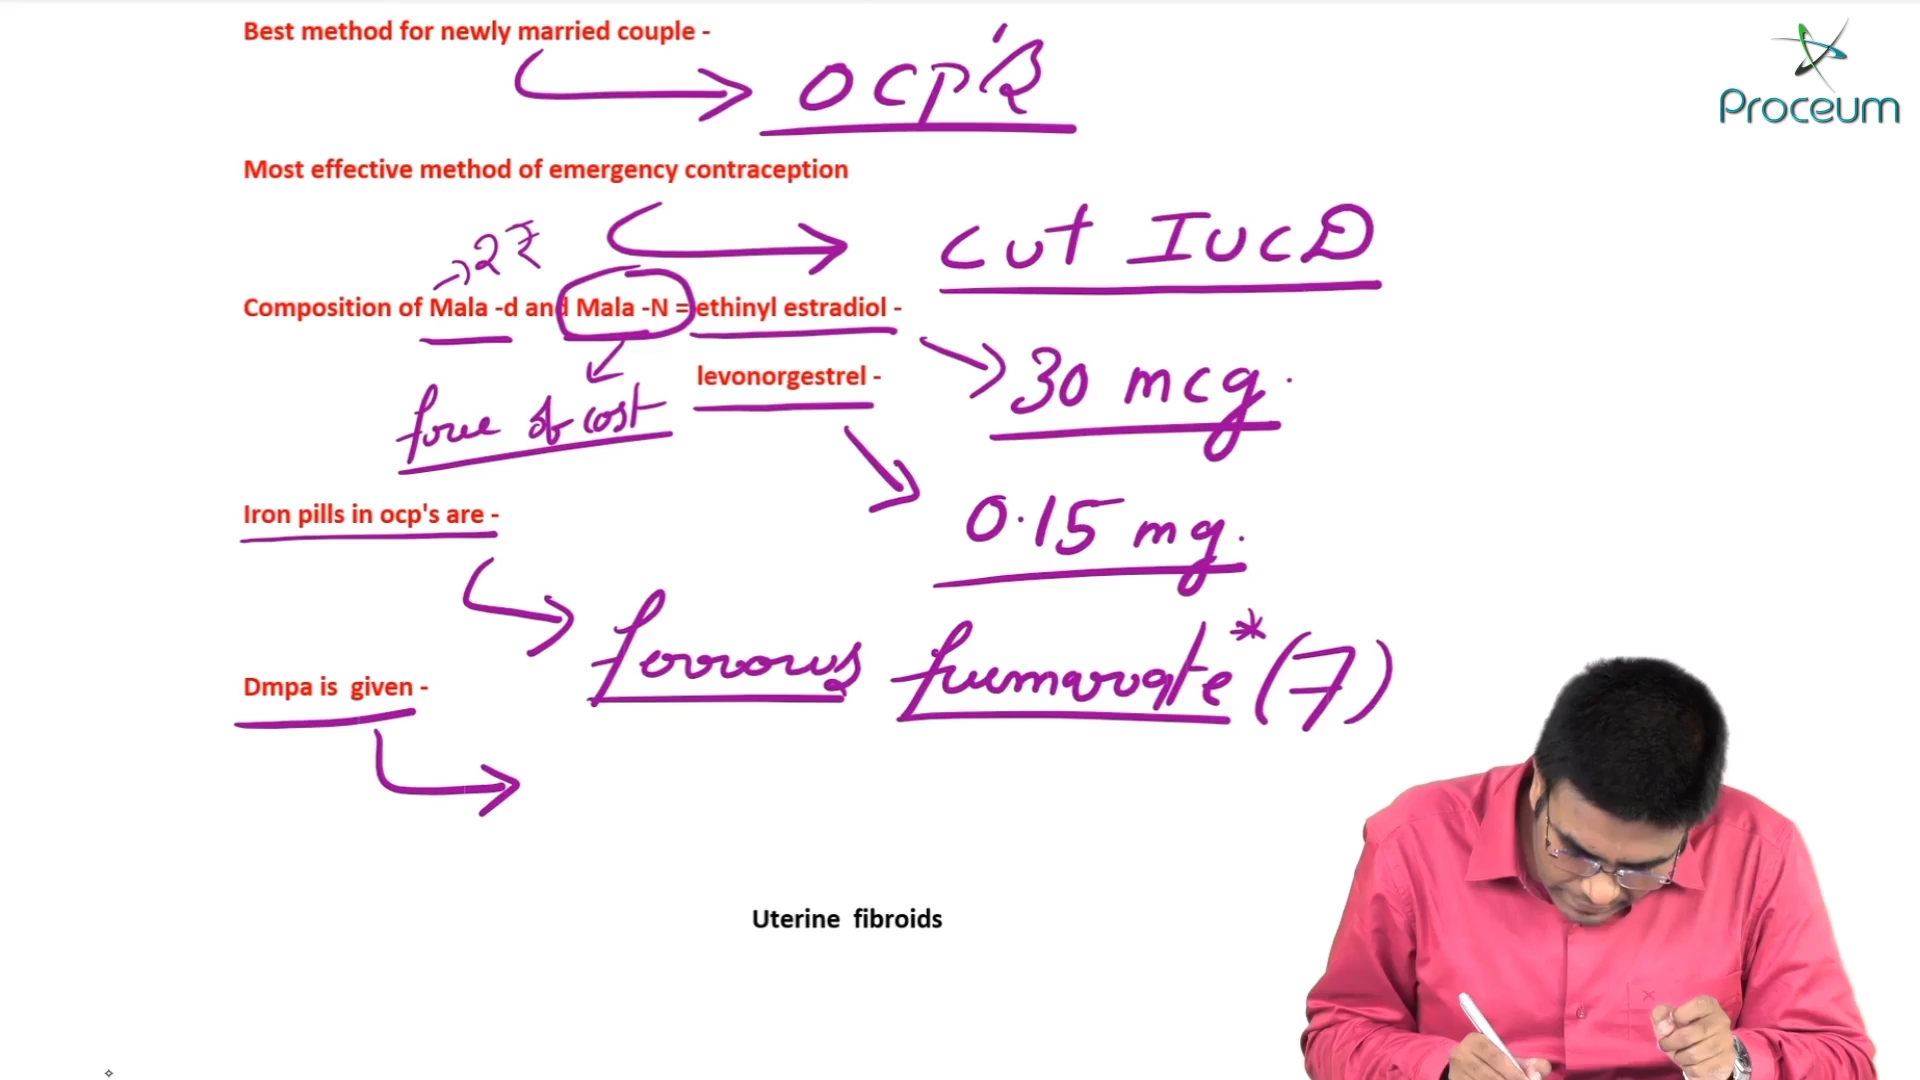 Best method for newly married couple -
OCP's
Proceum
Most effective method of emergency contraception
CuT IUCD
→ 2₹
Composition of Mala -d and Mala -N = ethinyl estradiol -
30 mcg.
levonorgestrel -
free of cost
0.15 mg.
Iron pills in ocp's are -
ferrous fumarate * (7)
Dmpa is given -
Uterine fibroids